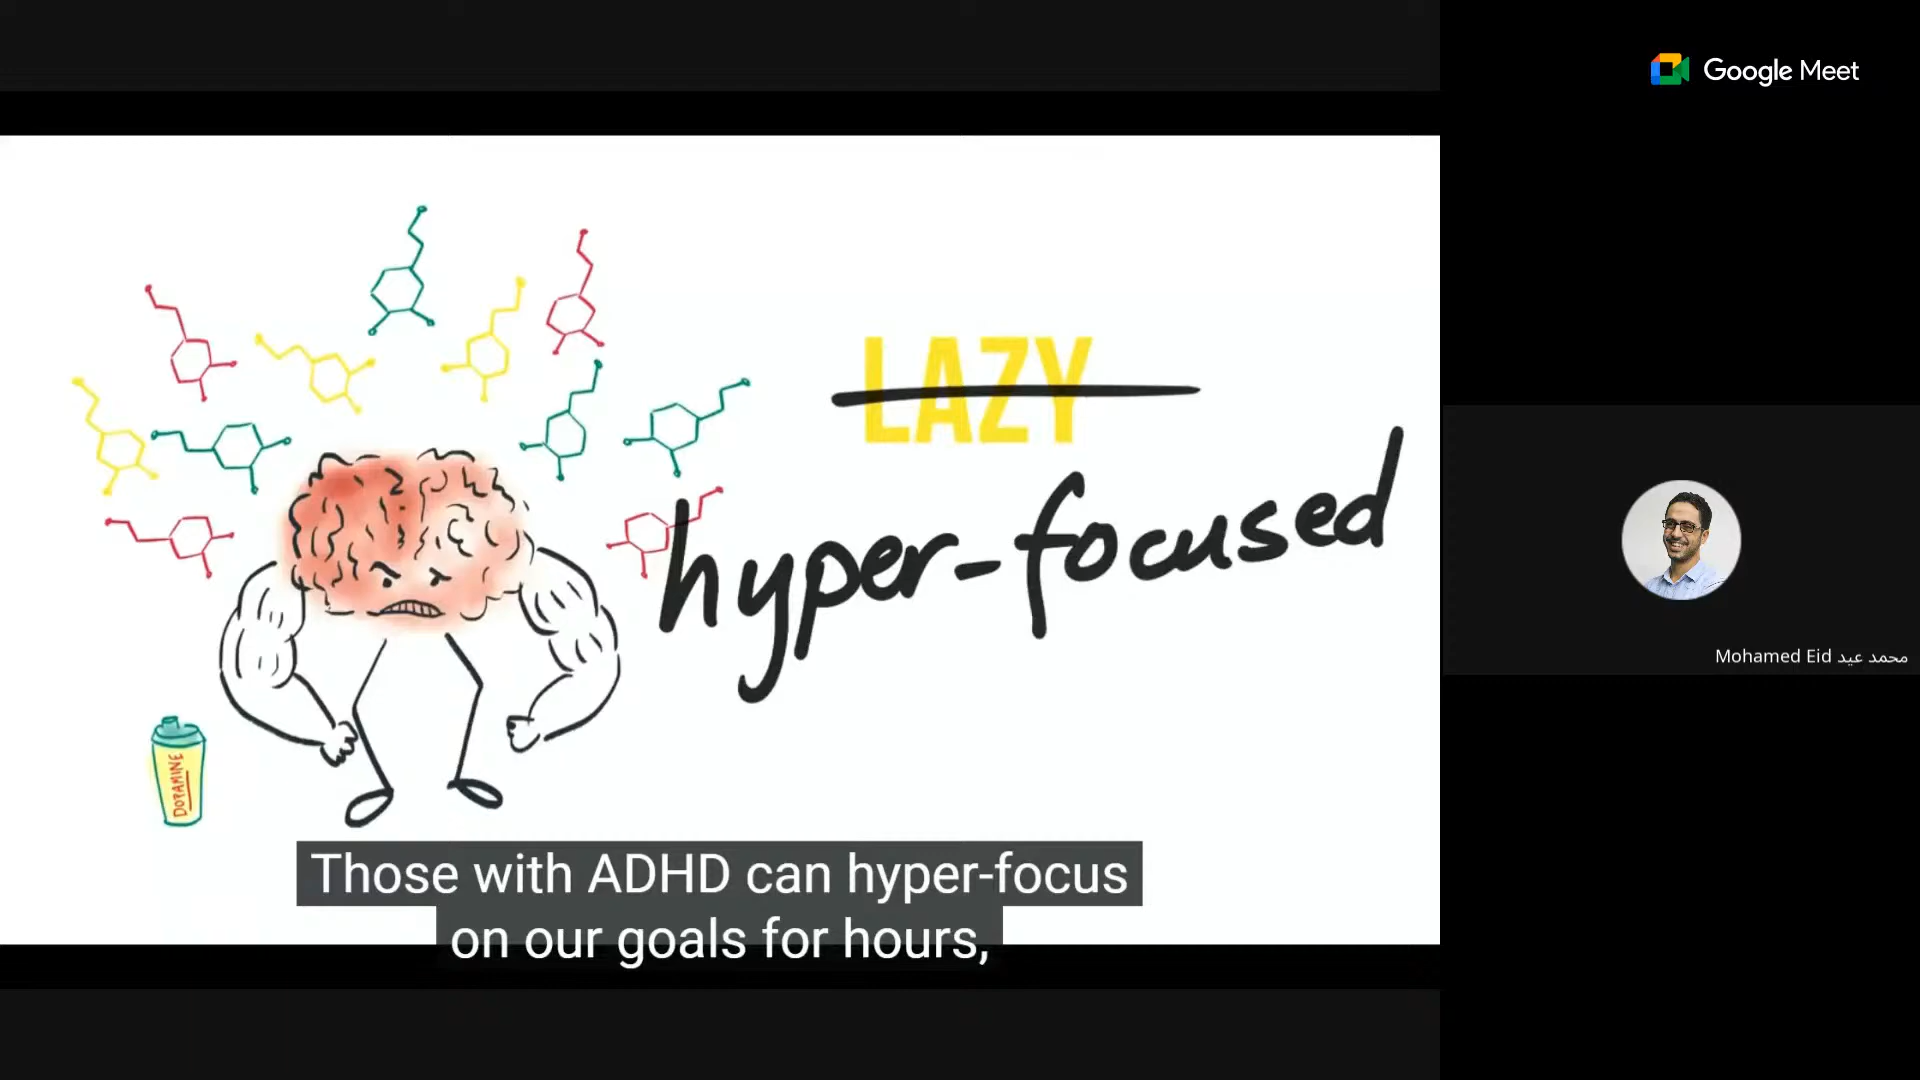 Google Meet
LAZY
hyper-focused
DOPAMINE
Mohamed Eid محمد عيد
Those with ADHD can hyper-focus
on our goals for hours,